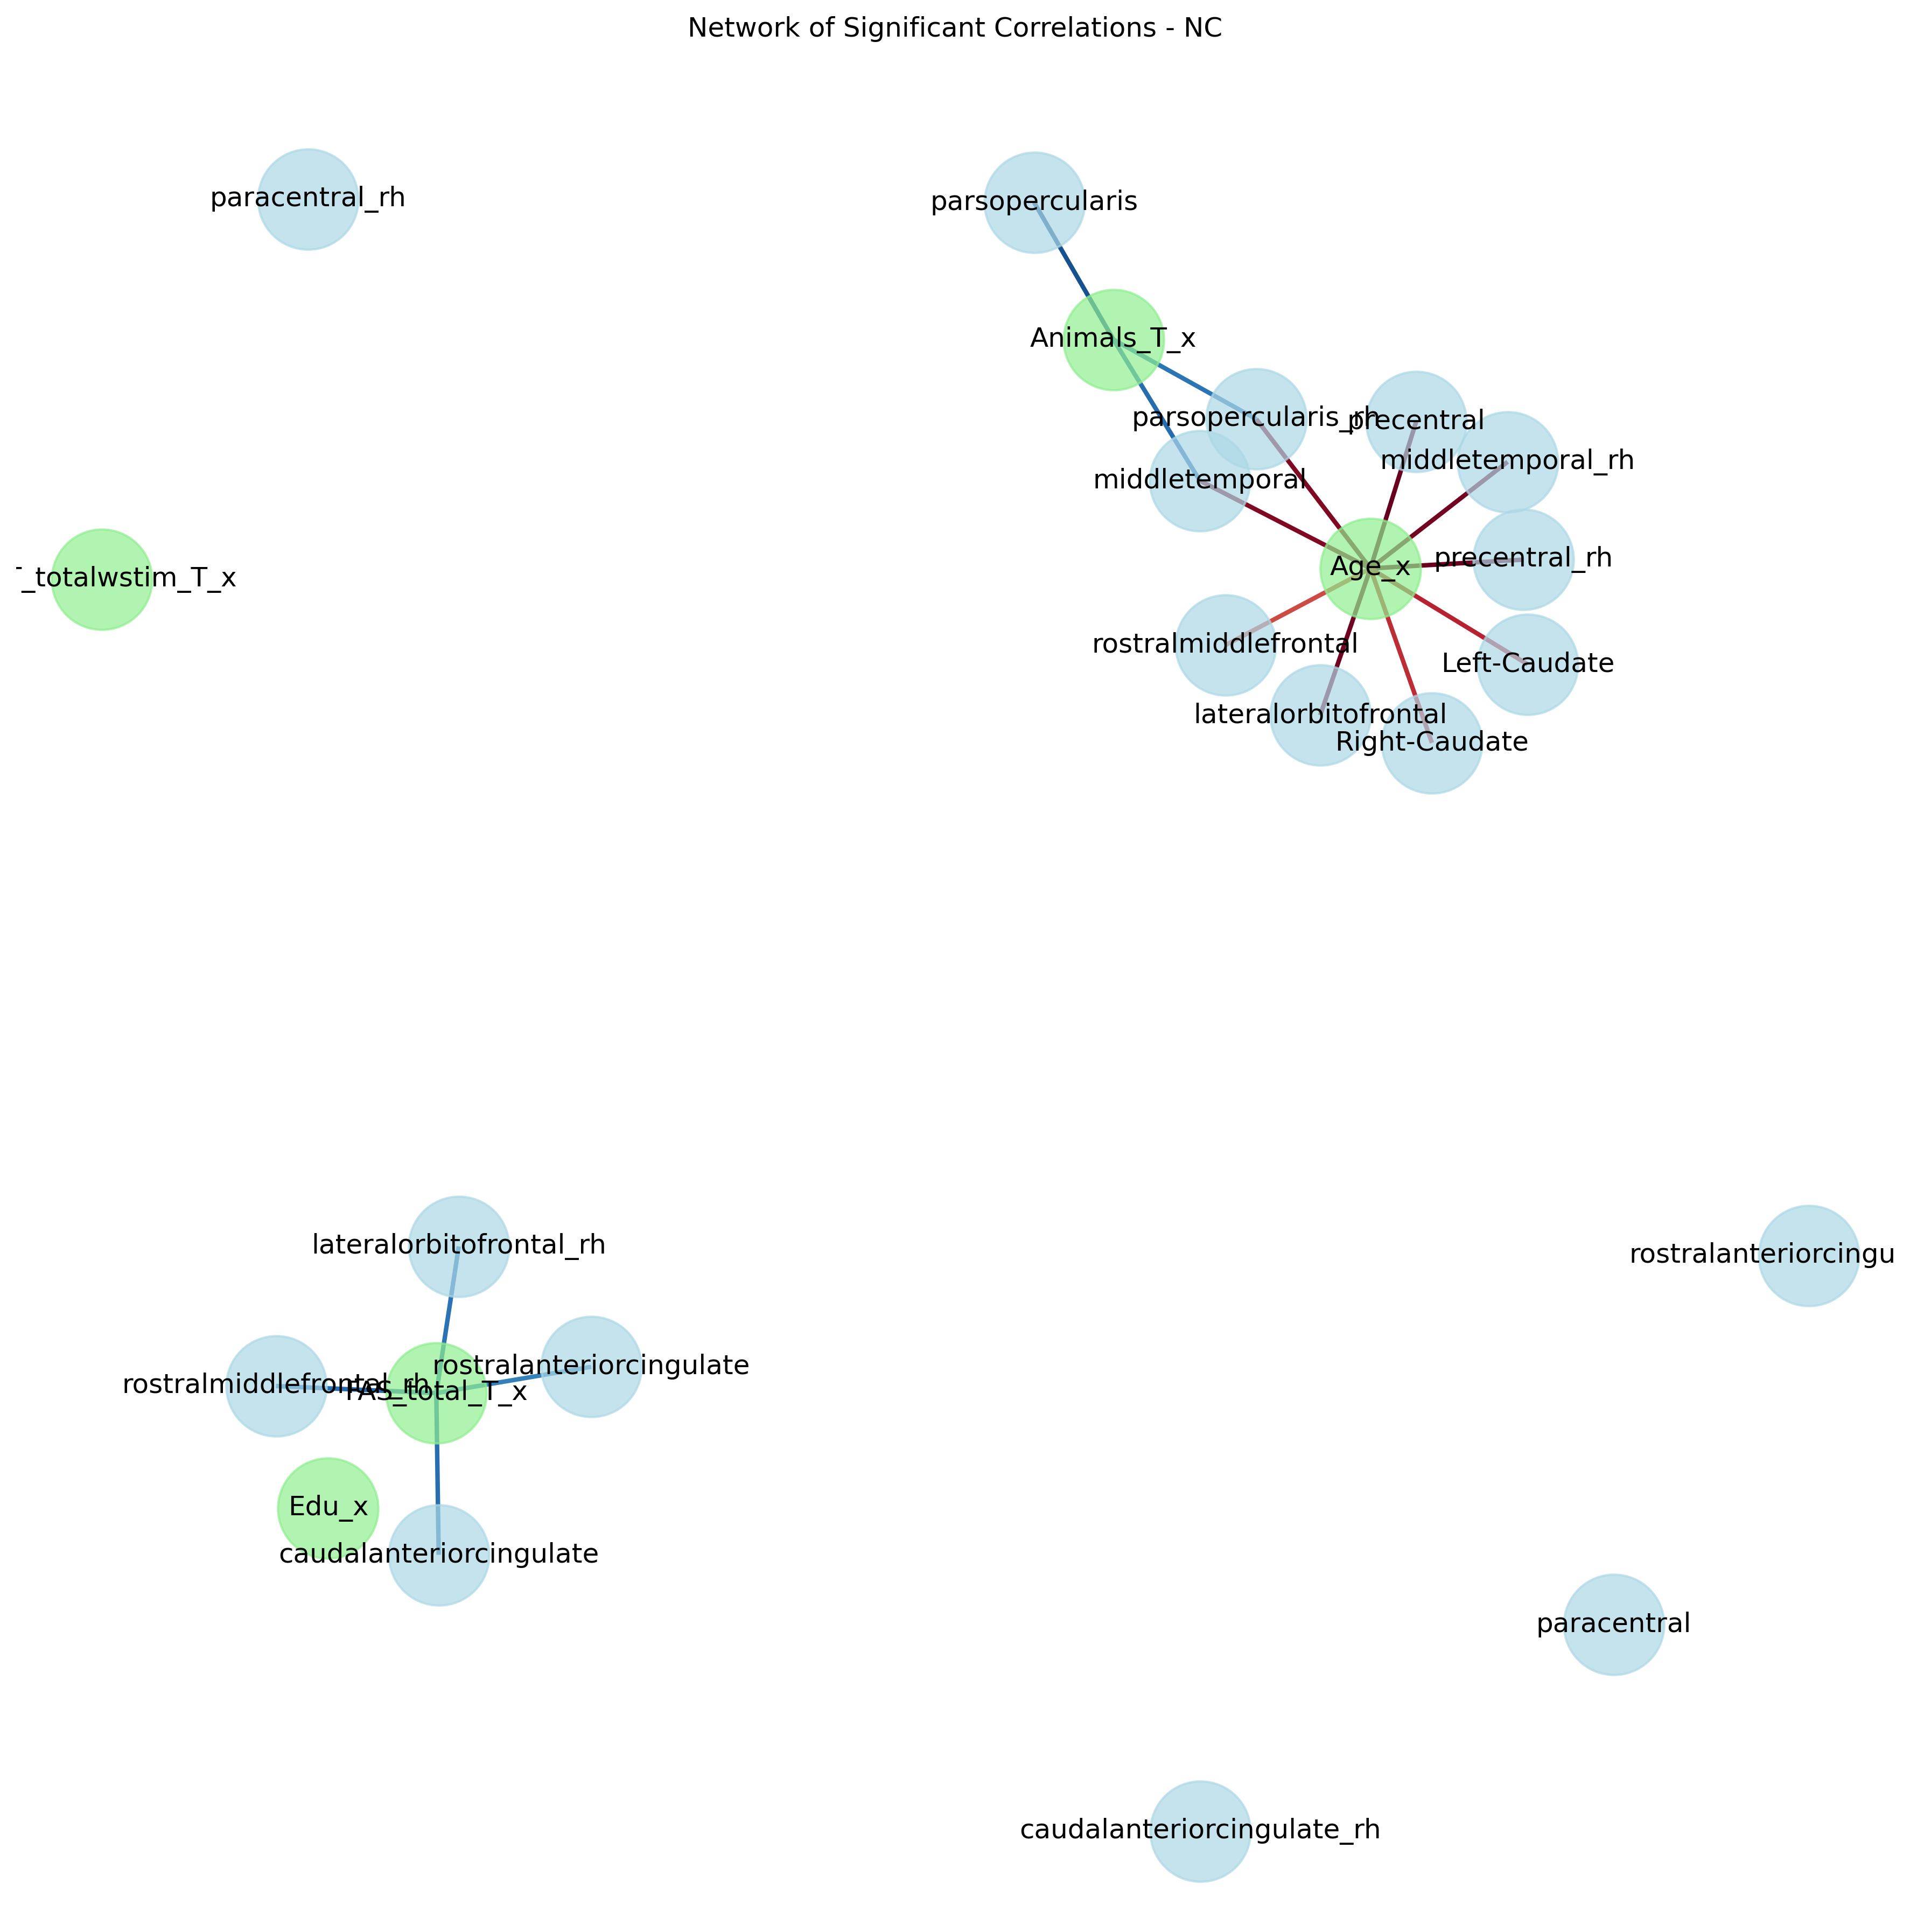 Network of Significant Correlations - NC
paracentral_rh
parsopercularis
Animals_T_x
parsopercularis_rh
precentral
middletemporal_rh
middletemporal
precentral_rh
Age_x
_totalwstim_T_x
rostralmiddlefrontal
Left-Caudate
lateralorbitofrontal
Right-Caudate
lateralorbitofrontal_rh
rostralanteriorcingu
rostralanteriorcingulate
rostralmiddlefrontal_rh
FAS_total_T_x
Edu_x
caudalanteriorcingulate
paracentral
caudalanteriorcingulate_rh